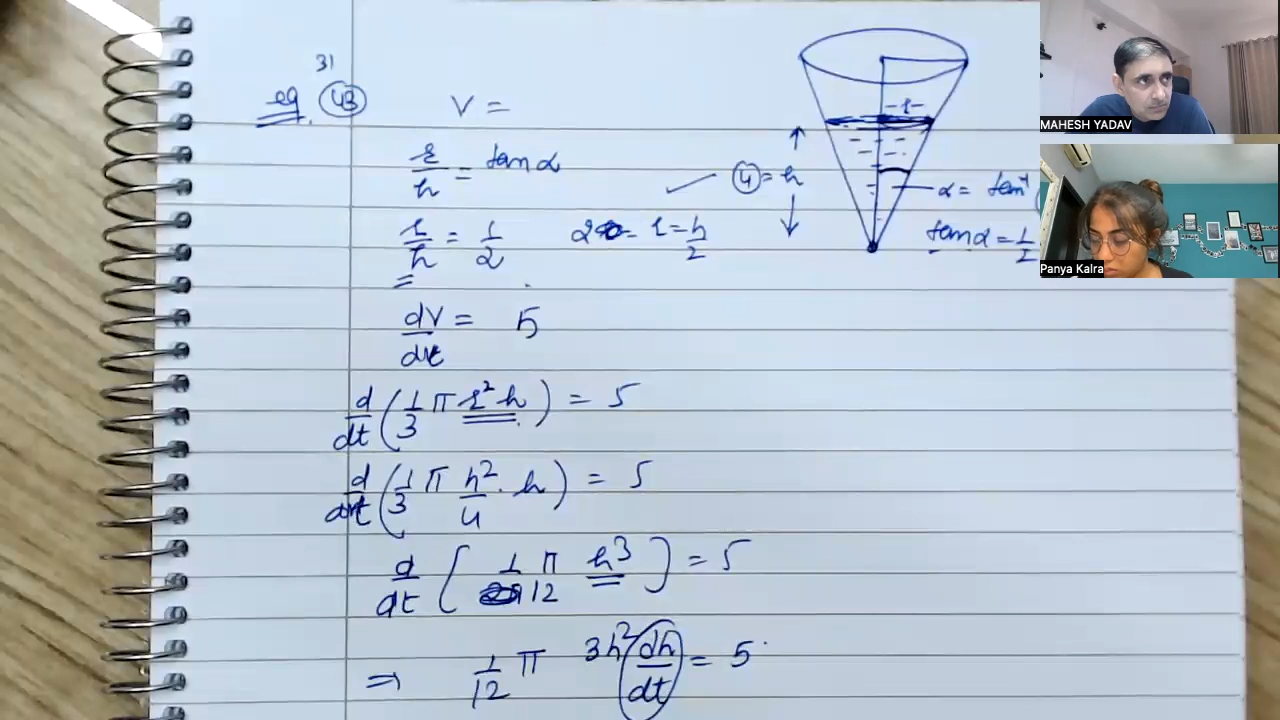 31
eg. 43 V =
r/h = tan α
✓ 4 = h
-r-
α = tan⁻¹ (
tan α = 1/2
r/h = 1/2 r = h/2
dV/dt = 5
d/dt (1/3 π r² h) = 5
d/dt (1/3 π h²/4 · h) = 5
d/dt [1/12 π h³] = 5
⇒ 1/12 π 3h² dh/dt = 5
MAHESH YADAV
Panya Kalra